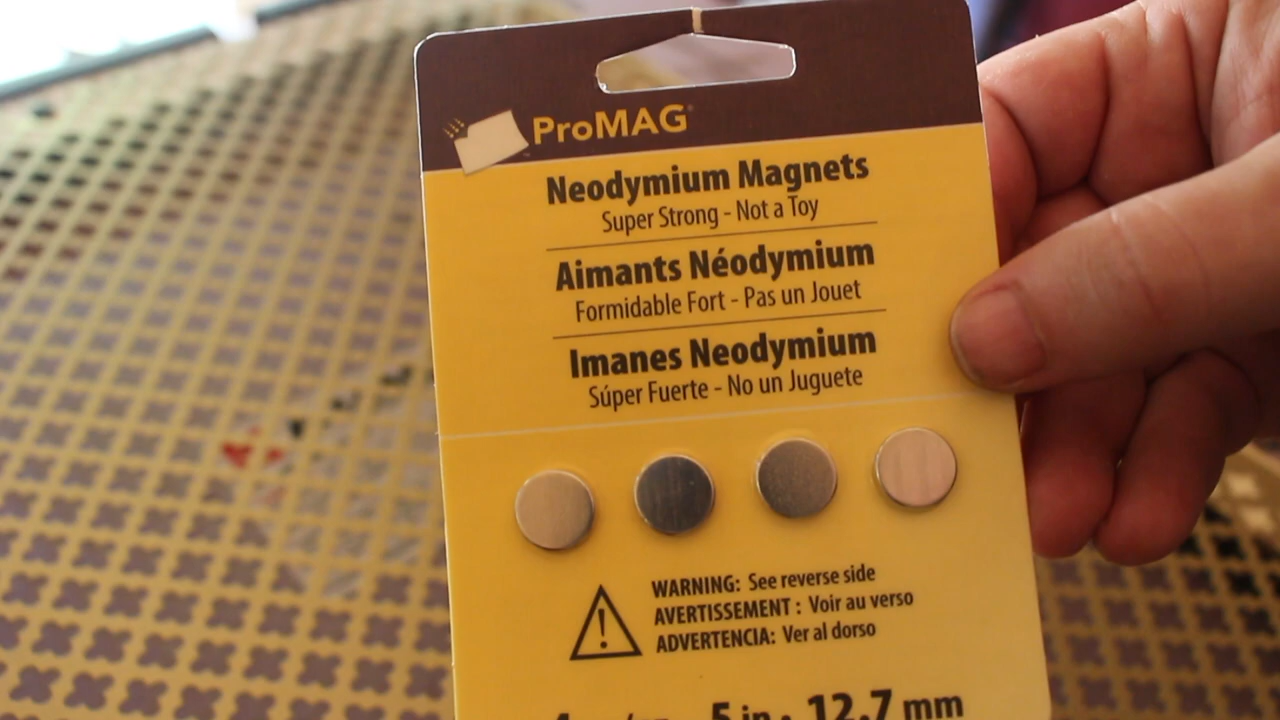 ProMAG®
Neodymium Magnets
Super Strong - Not a Toy
Aimants Néodymium
Formidable Fort - Pas un Jouet
Imanes Neodymium
Súper Fuerte - No un Juguete
WARNING: See reverse side
AVERTISSEMENT : Voir au verso
ADVERTENCIA: Ver al dorso
5 in · 12,7 mm